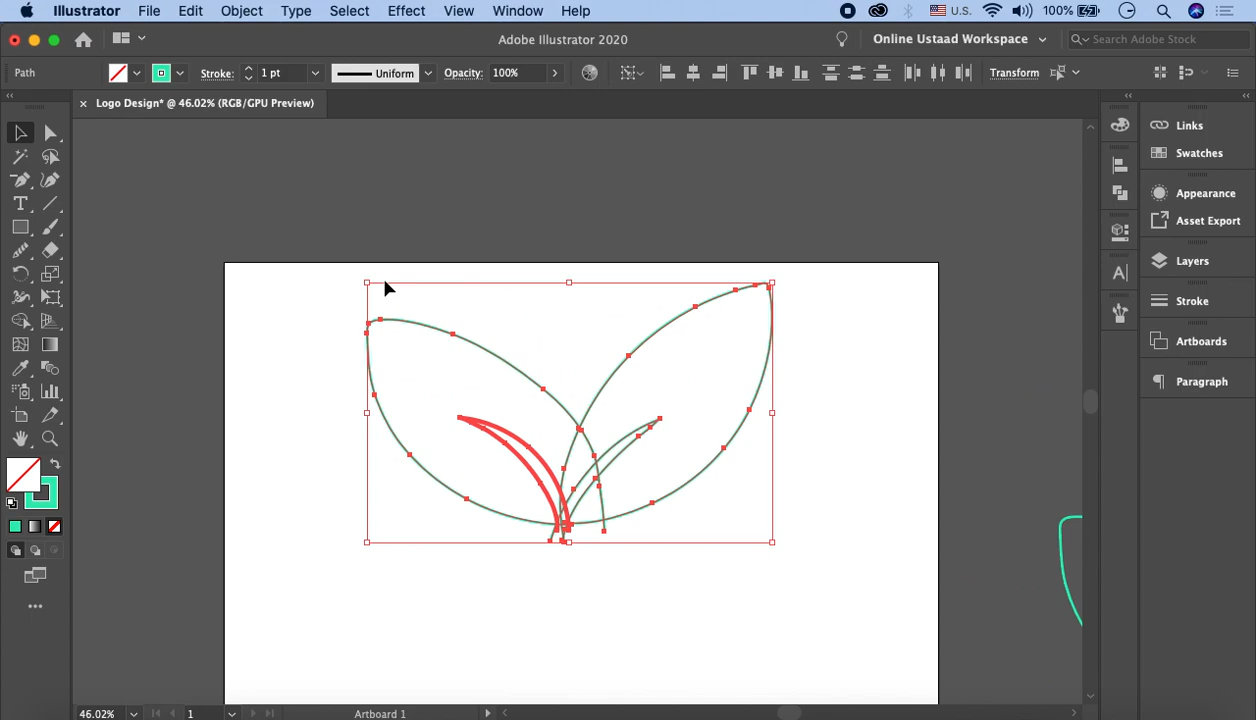 Illustrator File Edit Object Type Select Effect View Window Help U.S. 100%
Adobe Illustrator 2020 Online Ustaad Workspace Search Adobe Stock
Path Stroke: 1 pt Uniform Opacity: 100% Transform
× Logo Design* @ 46.02% (RGB/GPU Preview)
Links
Swatches
Appearance
Asset Export
Layers
Stroke
Artboards
Paragraph
46.02% 1 Artboard 1